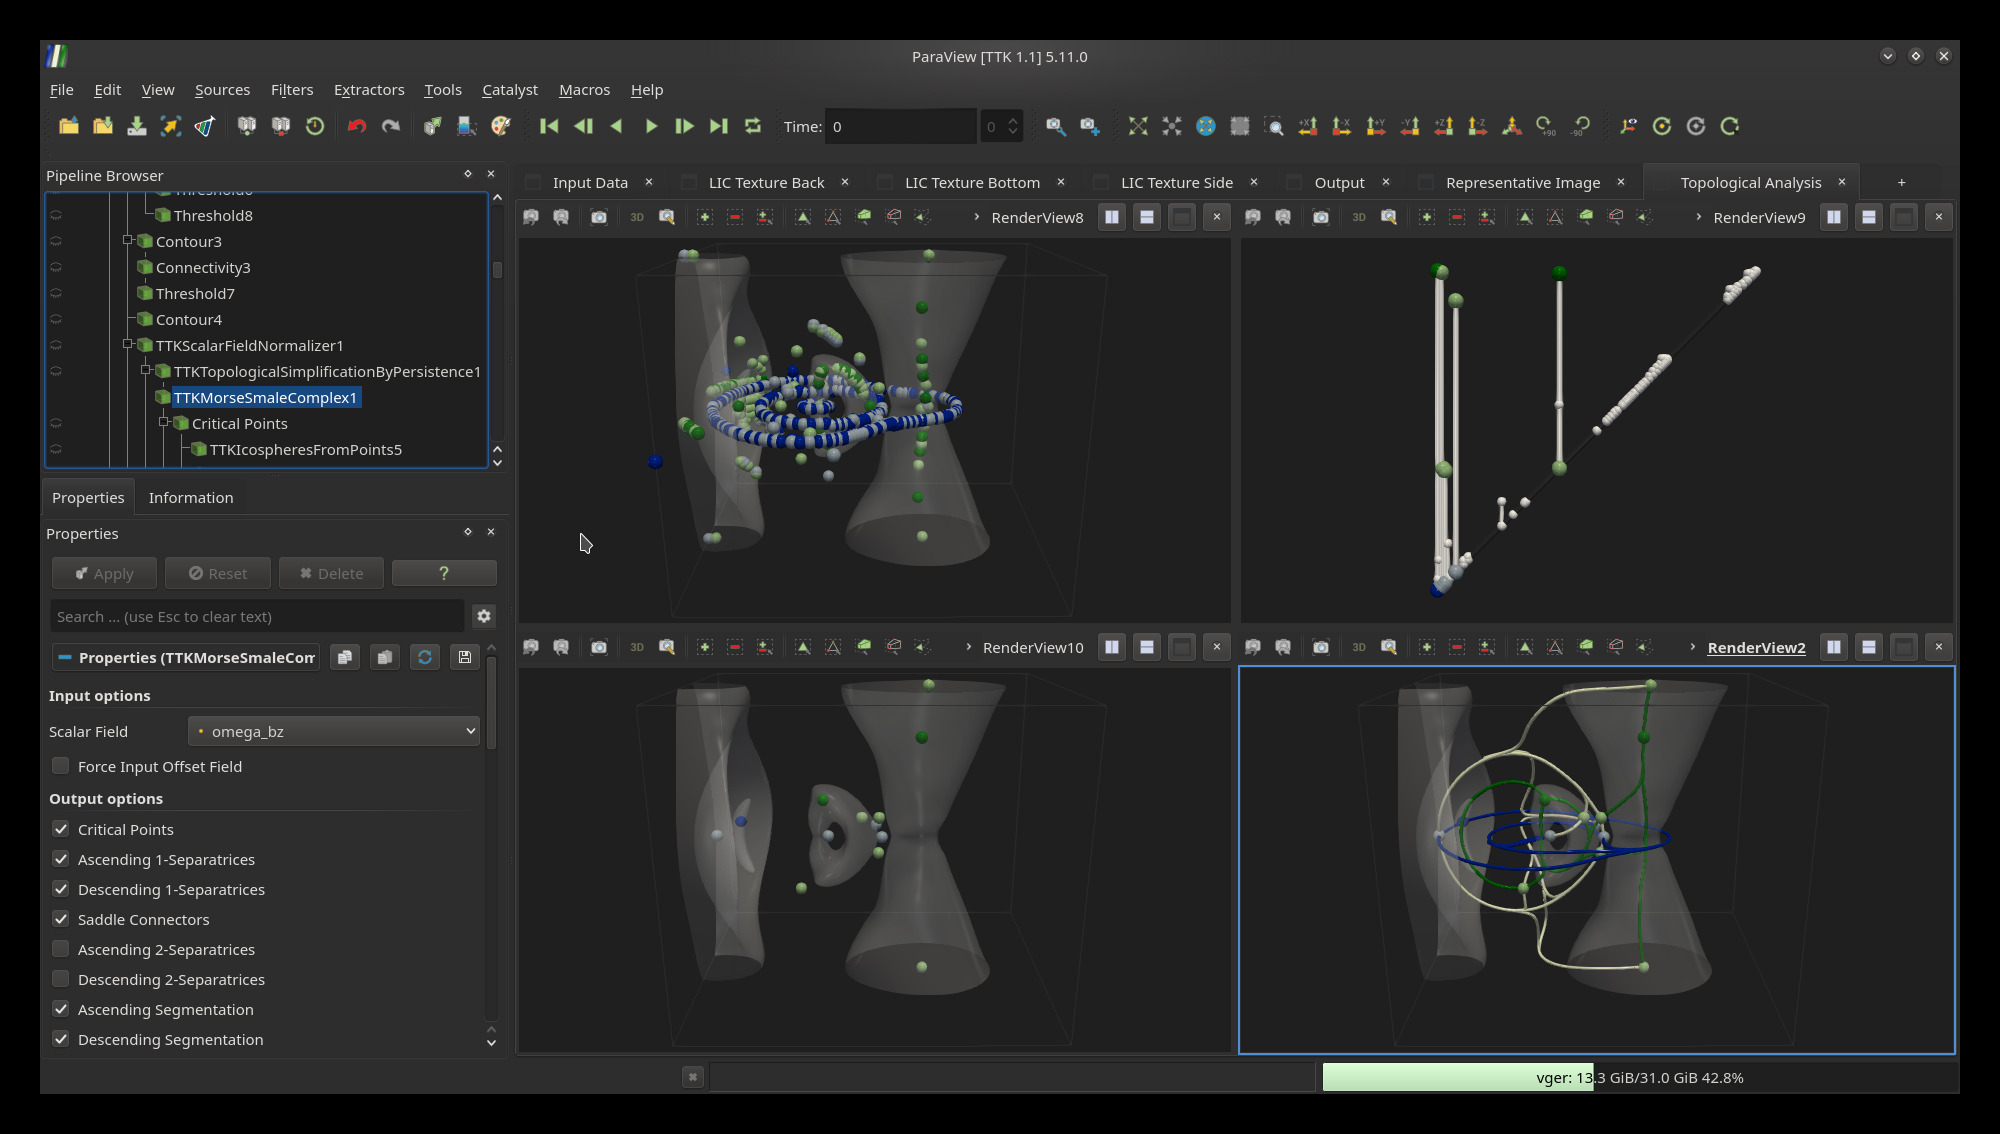 ParaView [TTK 1.1] 5.11.0
File Edit View Sources Filters Extractors Tools Catalyst Macros Help
Time: 0 0
+X -X +Y -Y +Z -Z +90 -90
Pipeline Browser
Threshold8
Contour3
Connectivity3
Threshold7
Contour4
TTKScalarFieldNormalizer1
TTKTopologicalSimplificationByPersistence1
TTKMorseSmaleComplex1
Critical Points
TTKIcospheresFromPoints5
Properties Information
Properties
Apply Reset Delete ?
Search ... (use Esc to clear text)
Properties (TTKMorseSmaleCom
Input options
Scalar Field omega_bz
Force Input Offset Field
Output options
Critical Points
Ascending 1-Separatrices
Descending 1-Separatrices
Saddle Connectors
Ascending 2-Separatrices
Descending 2-Separatrices
Ascending Segmentation
Descending Segmentation
Input Data LIC Texture Back LIC Texture Bottom LIC Texture Side Output Representative Image Topological Analysis +
3D RenderView8
3D RenderView9
3D RenderView10
3D RenderView2
vger: 13.3 GiB/31.0 GiB 42.8%